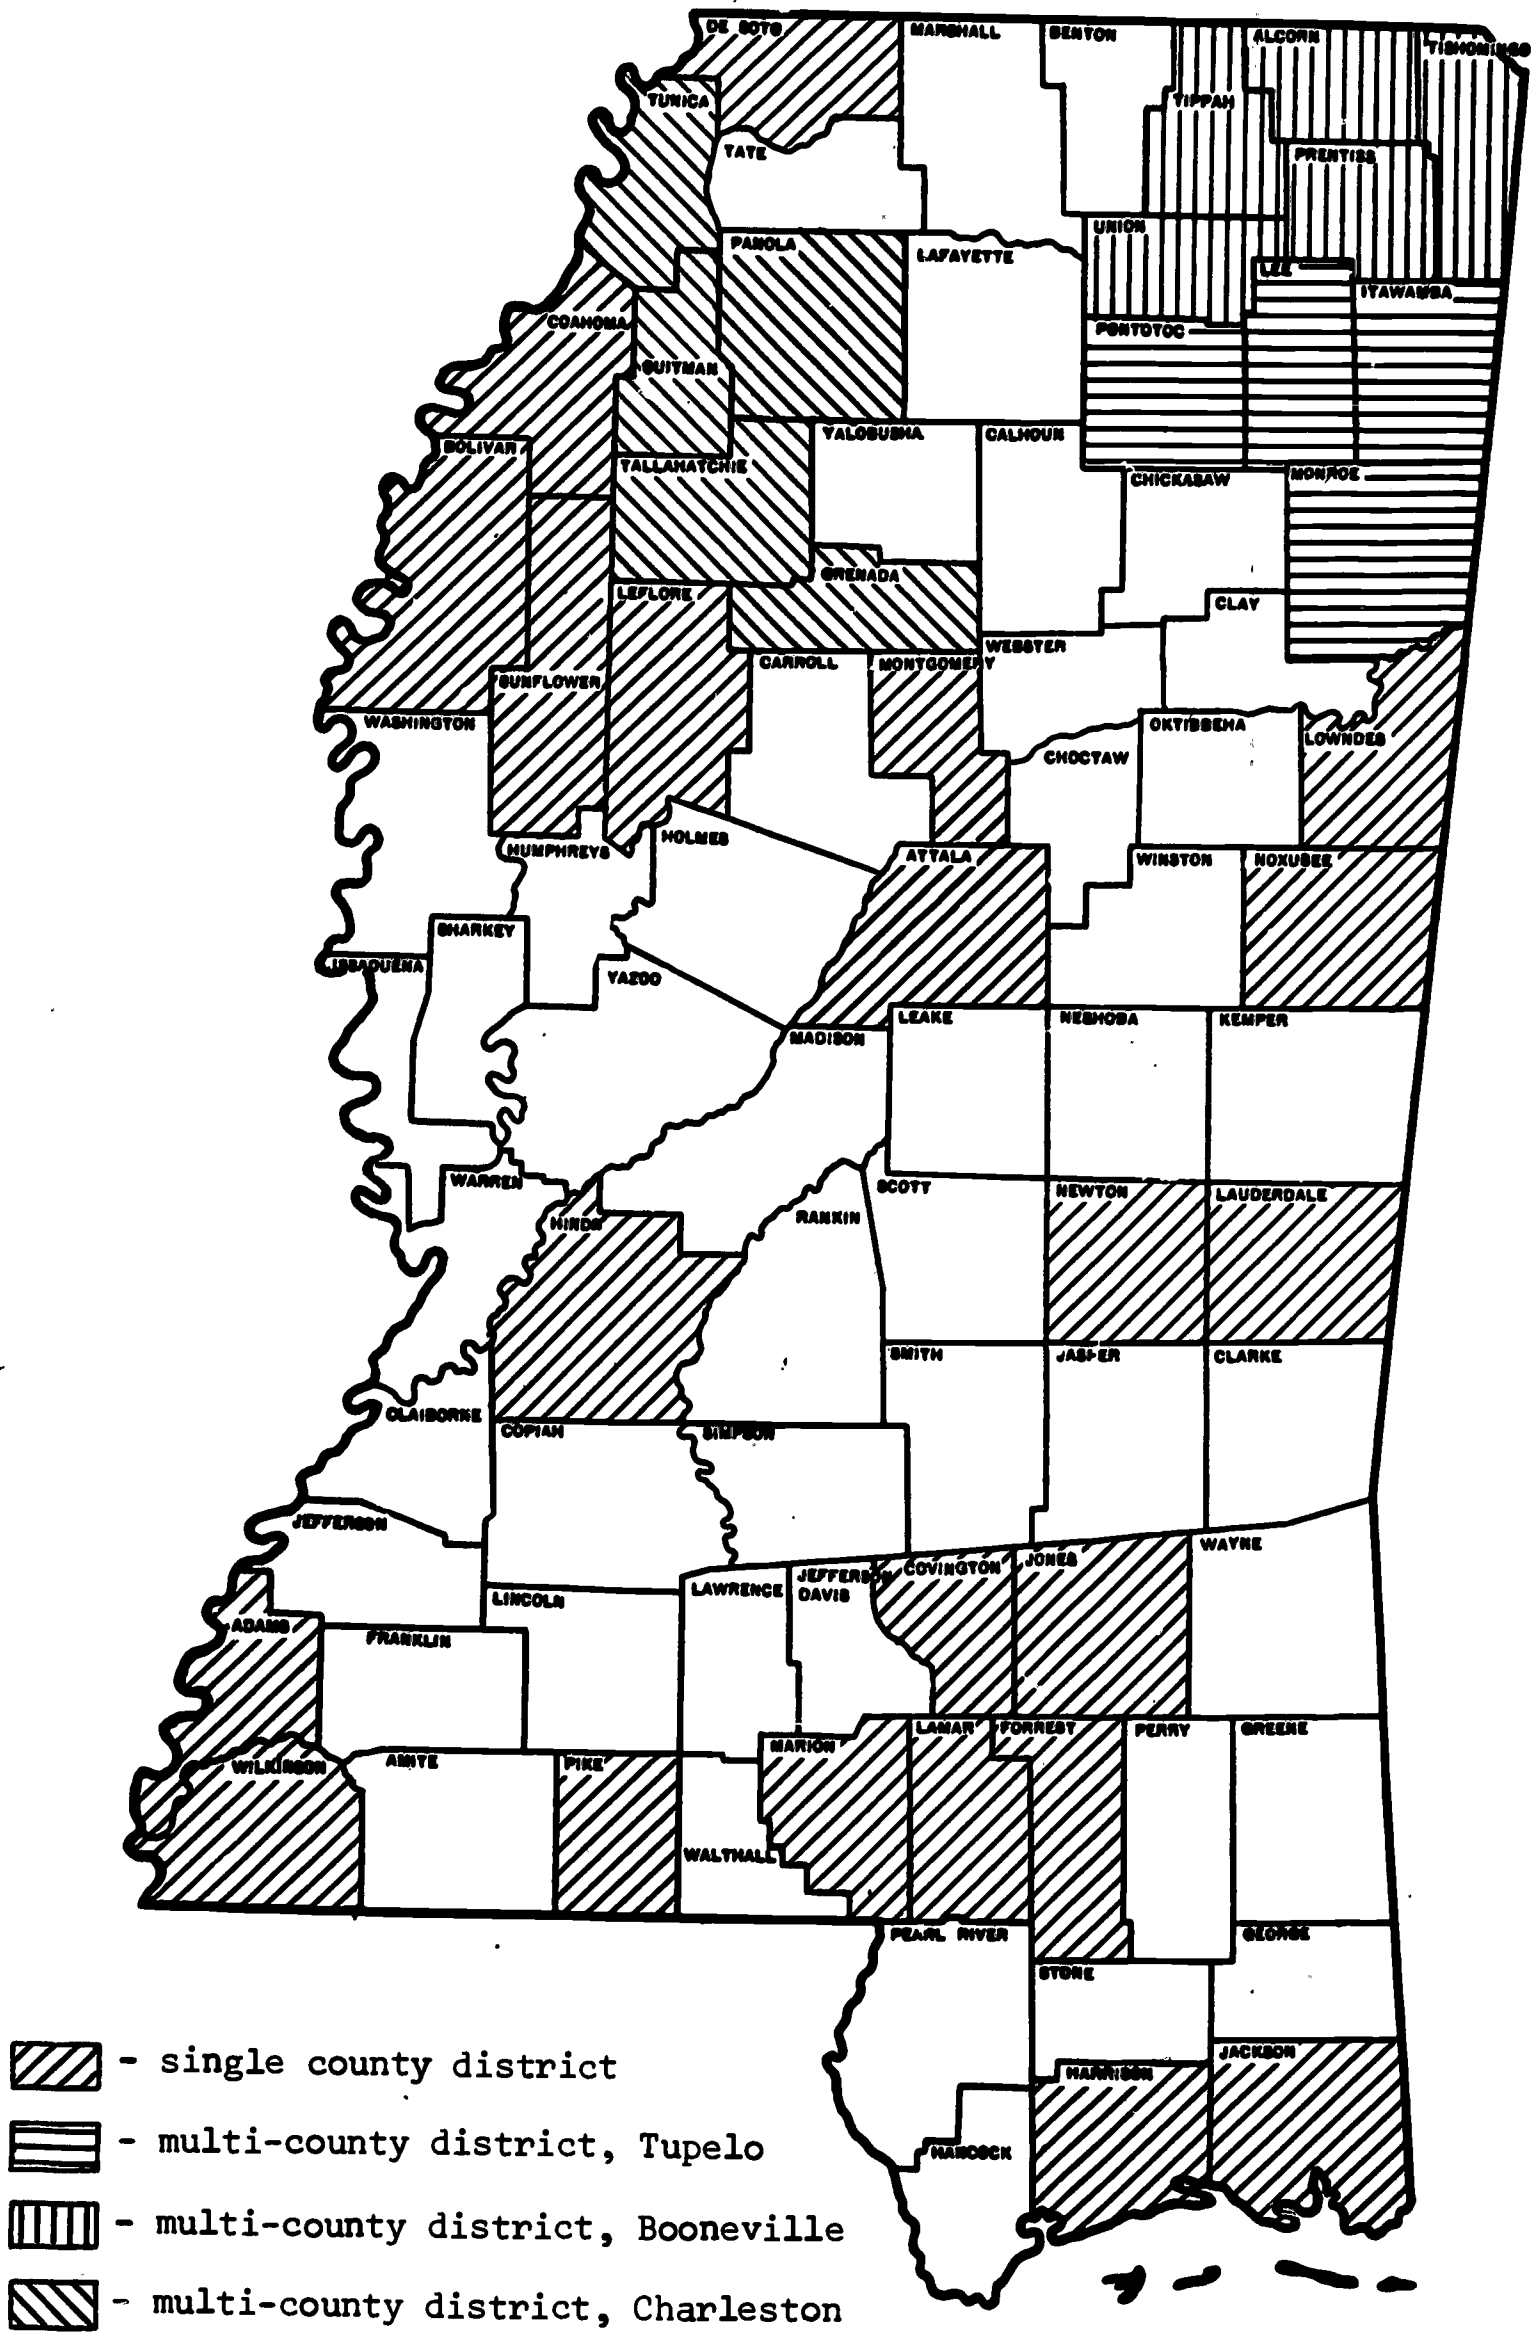 DE SOTO
MARSHALL
BENTON
ALCORN
TISHOMINGO
TUNICA
TIPPAH
TATE
PRENTISS
UNION
PANOLA
LAFAYETTE
LEE
ITAWAMBA
COAHOMA
PONTOTOC
QUITMAN
BOLIVAR
YALOBUSHA
CALHOUN
TALLAHATCHIE
CHICKASAW
MONROE
GRENADA
LEFLORE
CLAY
WEBSTER
CARROLL
MONTGOMERY
SUNFLOWER
WASHINGTON
OKTIBBEHA
LOWNDES
CHOCTAW
HOLMES
HUMPHREYS
ATTALA
WINSTON
NOXUBEE
SHARKEY
ISSAQUENA
YAZOO
LEAKE
NESHOBA
KEMPER
MADISON
WARREN
SCOTT
NEWTON
LAUDERDALE
RANKIN
HINDS
SMITH
JASPER
CLARKE
CLAIBORNE
COPIAH
SIMPSON
JEFFERSON
WAYNE
COVINGTON
JONES
JEFFERSON
DAVIS
LAWRENCE
LINCOLN
ADAMS
FRANKLIN
LAMAR
FORREST
PERRY
GREENE
MARION
WILKINSON
AMITE
PIKE
WALTHALL
PEARL RIVER
GEORGE
STONE
JACKSON
HARRISON
HANCOCK
- single county district
- multi-county district, Tupelo
- multi-county district, Booneville
- multi-county district, Charleston